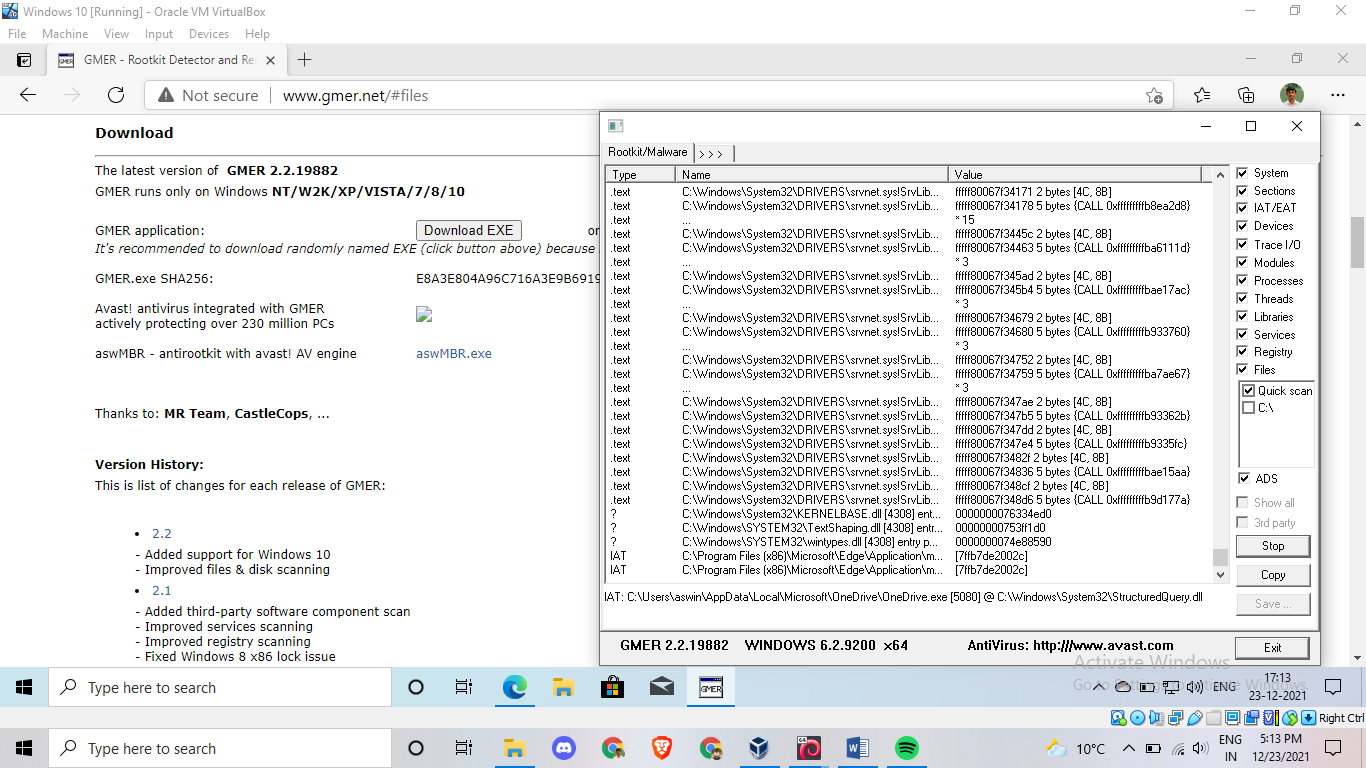 Windows 10 [Running] - Oracle VM VirtualBox
File Machine View Input Devices Help
GMER - Rootkit Detector and Re
Not secure www.gmer.net/#files
Download
The latest version of GMER 2.2.19882
GMER runs only on Windows NT/W2K/XP/VISTA/7/8/10
GMER application: Download EXE or
It's recommended to download randomly named EXE (click button above) because
GMER.exe SHA256: E8A3E804A96C716A3E9B6919
Avast! antivirus integrated with GMER
actively protecting over 230 million PCs
aswMBR - antirootkit with avast! AV engine aswMBR.exe
Thanks to: MR Team, CastleCops, ...
Version History:
This is list of changes for each release of GMER:
• 2.2
- Added support for Windows 10
- Improved files & disk scanning
• 2.1
- Added third-party software component scan
- Improved services scanning
- Improved registry scanning
- Fixed Windows 8 x86 lock issue
Rootkit/Malware > > >
Type Name Value
.text C:\Windows\System32\DRIVERS\srvnet.sys!SrvLib... fffff80067f34171 2 bytes [4C, 8B]
.text C:\Windows\System32\DRIVERS\srvnet.sys!SrvLib... fffff80067f34178 5 bytes {CALL 0xfffffffffb8ea2d8}
.text ... * 15
.text C:\Windows\System32\DRIVERS\srvnet.sys!SrvLib... fffff80067f3445c 2 bytes [4C, 8B]
.text C:\Windows\System32\DRIVERS\srvnet.sys!SrvLib... fffff80067f34463 5 bytes {CALL 0xfffffffffba6111d}
.text ... * 3
.text C:\Windows\System32\DRIVERS\srvnet.sys!SrvLib... fffff80067f345ad 2 bytes [4C, 8B]
.text C:\Windows\System32\DRIVERS\srvnet.sys!SrvLib... fffff80067f345b4 5 bytes {CALL 0xfffffffffbae17ac}
.text ... * 3
.text C:\Windows\System32\DRIVERS\srvnet.sys!SrvLib... fffff80067f34679 2 bytes [4C, 8B]
.text C:\Windows\System32\DRIVERS\srvnet.sys!SrvLib... fffff80067f34680 5 bytes {CALL 0xfffffffffb933760}
.text ... * 3
.text C:\Windows\System32\DRIVERS\srvnet.sys!SrvLib... fffff80067f34752 2 bytes [4C, 8B]
.text C:\Windows\System32\DRIVERS\srvnet.sys!SrvLib... fffff80067f34759 5 bytes {CALL 0xfffffffffba7ae67}
.text ... * 3
.text C:\Windows\System32\DRIVERS\srvnet.sys!SrvLib... fffff80067f347ae 2 bytes [4C, 8B]
.text C:\Windows\System32\DRIVERS\srvnet.sys!SrvLib... fffff80067f347b5 5 bytes {CALL 0xfffffffffb93362b}
.text C:\Windows\System32\DRIVERS\srvnet.sys!SrvLib... fffff80067f347dd 2 bytes [4C, 8B]
.text C:\Windows\System32\DRIVERS\srvnet.sys!SrvLib... fffff80067f347e4 5 bytes {CALL 0xfffffffffb9335fc}
.text C:\Windows\System32\DRIVERS\srvnet.sys!SrvLib... fffff80067f3482f 2 bytes [4C, 8B]
.text C:\Windows\System32\DRIVERS\srvnet.sys!SrvLib... fffff80067f34836 5 bytes {CALL 0xfffffffffbae15aa}
.text C:\Windows\System32\DRIVERS\srvnet.sys!SrvLib... fffff80067f348cf 2 bytes [4C, 8B]
.text C:\Windows\System32\DRIVERS\srvnet.sys!SrvLib... fffff80067f348d6 5 bytes {CALL 0xfffffffffb9d177a}
? C:\Windows\System32\KERNELBASE.dll [4308] ent... 0000000076334ed0
? C:\Windows\SYSTEM32\TextShaping.dll [4308] entr... 00000000753ff1d0
? C:\Windows\SYSTEM32\wintypes.dll [4308] entry p... 0000000074e88590
IAT C:\Program Files (x86)\Microsoft\Edge\Application\m... [7ffb7de2002c]
IAT C:\Program Files (x86)\Microsoft\Edge\Application\m... [7ffb7de2002c]
IAT: C:\Users\aswin\AppData\Local\Microsoft\OneDrive\OneDrive.exe [5080] @ C:\Windows\System32\StructuredQuery.dll
System
Sections
IAT/EAT
Devices
Trace I/O
Modules
Processes
Threads
Libraries
Services
Registry
Files
Quick scan
C:\
ADS
Show all
3rd party
Stop
Copy
Save ...
GMER 2.2.19882 WINDOWS 6.2.9200 x64 AntiVirus: http:///www.avast.com Exit
Activate Windows
Go to Settings to activate Windows.
Type here to search GMER ENG 17:13
23-12-2021
Right Ctrl
Type here to search 10°C ENG IN 5:13 PM
12/23/2021